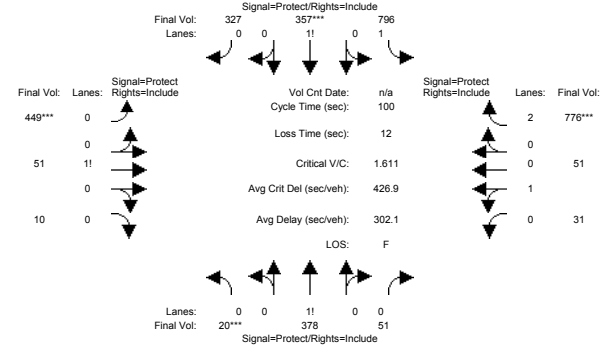 Signal=Protect/Rights=Include
Final Vol: 327 357*** 796
Lanes: 0 0 1! 0 1
Signal=Protect Signal=Protect
Final Vol: Lanes: Rights=Include Vol Cnt Date: n/a Rights=Include Lanes: Final Vol:
Cycle Time (sec): 100
449*** 0 2 776***
Loss Time (sec): 12
0 0
51 1! Critical V/C: 1.611 0 51
0 Avg Crit Del (sec/veh): 426.9 1
10 0 Avg Delay (sec/veh): 302.1 0 31
LOS: F
Lanes: 0 0 1! 0 0
Final Vol: 20*** 378 51
Signal=Protect/Rights=Include